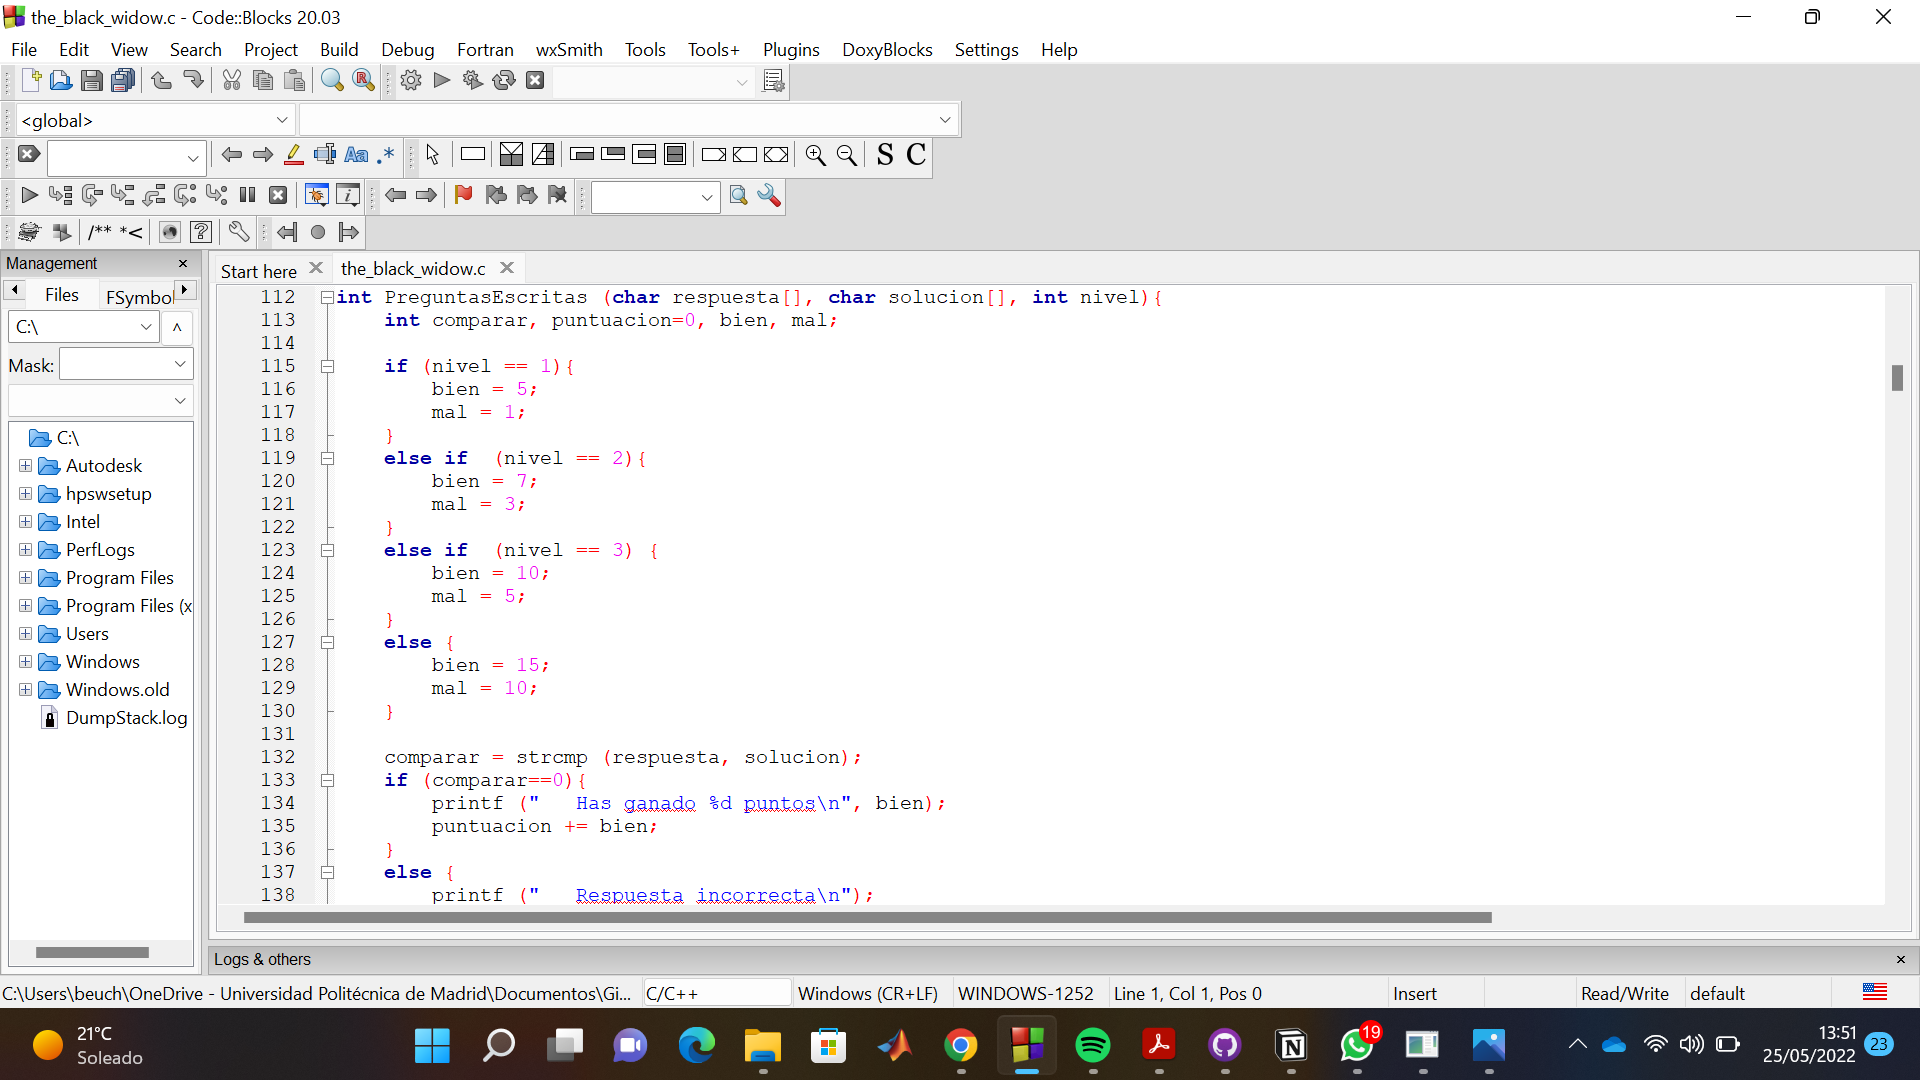 the_black_widow.c - Code::Blocks 20.03
File Edit View Search Project Build Debug Fortran wxSmith Tools Tools+ Plugins DoxyBlocks Settings Help
<global>
Aa .* S C
/** *<
Management
Start here the_black_widow.c
Files FSymbol
C:\
Mask:
C:\
Autodesk
hpswsetup
Intel
PerfLogs
Program Files
Program Files (x
Users
Windows
Windows.old
DumpStack.log
112 int PreguntasEscritas (char respuesta[], char solucion[], int nivel){
113 int comparar, puntuacion=0, bien, mal;
114
115 if (nivel == 1){
116 bien = 5;
117 mal = 1;
118 }
119 else if  (nivel == 2){
120 bien = 7;
121 mal = 3;
122 }
123 else if  (nivel == 3) {
124 bien = 10;
125 mal = 5;
126 }
127 else {
128 bien = 15;
129 mal = 10;
130 }
131
132 comparar = strcmp (respuesta, solucion);
133 if (comparar==0){
134 printf ("   Has ganado %d puntos\n", bien);
135 puntuacion += bien;
136 }
137 else {
138 printf ("   Respuesta incorrecta\n");
Logs & others
C:\Users\beuch\OneDrive - Universidad Politécnica de Madrid\Documentos\Gi... C/C++ Windows (CR+LF) WINDOWS-1252 Line 1, Col 1, Pos 0 Insert Read/Write default
21°C
Soleado
19
13:51
25/05/2022
23